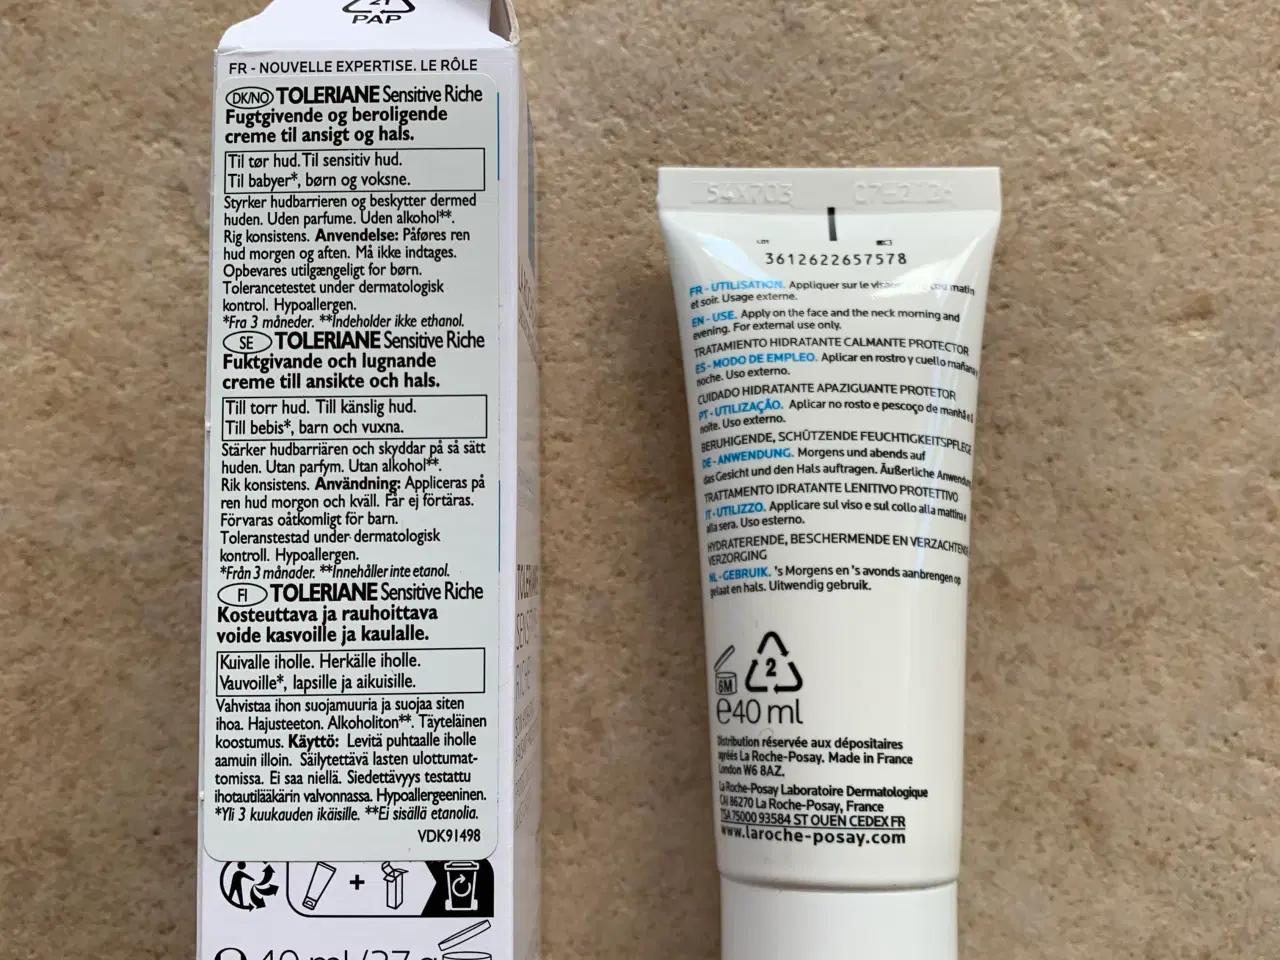 21
PAP
FR - NOUVELLE EXPERTISE. LE RÔLE
DK/NO TOLERIANE Sensitive Riche
Fugtgivende og beroligende
creme til ansigt og hals.
Til tør hud. Til sensitiv hud.
Til babyer*, børn og voksne.
Styrker hudbarrieren og beskytter dermed
huden. Uden parfume. Uden alkohol**.
Rig konsistens. Anvendelse: Påføres ren
hud morgen og aften. Må ikke indtages.
Opbevares utilgængeligt for børn.
Tolerancetestet under dermatologisk
kontrol. Hypoallergen.
*Fra 3 måneder. **Indeholder ikke ethanol.
SE TOLERIANE Sensitive Riche
Fuktgivande och lugnande
creme till ansikte och hals.
Till torr hud. Till känslig hud.
Till bebis*, barn och vuxna.
Stärker hudbarriären och skyddar på så sätt
huden. Utan parfym. Utan alkohol**.
Rik konsistens. Användning: Appliceras på
ren hud morgon och kväll. Får ej förtäras.
Förvaras oåtkomligt för barn.
Toleranstestad under dermatologisk
kontroll. Hypoallergen.
*Från 3 månader. **Innehåller inte etanol.
FI TOLERIANE Sensitive Riche
Kosteuttava ja rauhoittava
voide kasvoille ja kaulalle.
Kuivalle iholle. Herkälle iholle.
Vauvoille*, lapsille ja aikuisille.
Vahvistaa ihon suojamuuria ja suojaa siten
ihoa. Hajusteeton. Alkoholiton**. Täyteläinen
koostumus. Käyttö: Levitä puhtaalle iholle
aamuin illoin. Säilytettävä lasten ulottumat-
tomissa. Ei saa niellä. Siedettävyys testattu
ihotautilääkärin valvonnassa. Hypoallergeeninen.
*Yli 3 kuukauden ikäisille. **Ei sisällä etanolia.
VDK91498
+
e 40 ml/37 g
54X703
3612622657578
FR - UTILISATION. Appliquer sur le matin
et soir. Usage externe.
EN - USE. Apply on the face and the neck morning and
evening. For external use only.
TRATAMIENTO HIDRATANTE CALMANTE PROTECTOR
ES - MODO DE EMPLEO. Aplicar en rostro y cuello mañana y
noche. Uso externo.
CUIDADO HIDRATANTE APAZIGUANTE PROTETOR
PT - UTILIZAÇÃO. Aplicar no rosto e pescoço de manhã e à
noite. Uso externo.
BERUHIGENDE, SCHÜTZENDE FEUCHTIGKEITSPFLEGE
DE - ANWENDUNG. Morgens und abends auf
das Gesicht und den Hals auftragen. Äußerliche
TRATTAMENTO IDRATANTE LENITIVO PROTETTIVO
IT - UTILIZZO. Applicare sul viso e sul collo alla mattina e
alla sera. Uso esterno.
HYDRATERENDE, BESCHERMENDE EN VERZACHTENDE
VERZORGING
NL - GEBRUIK. 's Morgens en 's avonds aanbrengen op
gelaat en hals. Uitwendig gebruik.
6M
2
e 40 ml
Distribution réservée aux dépositaires
agréés La Roche-Posay. Made in France
London W6 8AZ.
La Roche-Posay Laboratoire Dermatologique
CAI 86270 La Roche-Posay, France
TSA 75000 93584 ST OUEN CEDEX FR
www.laroche-posay.com